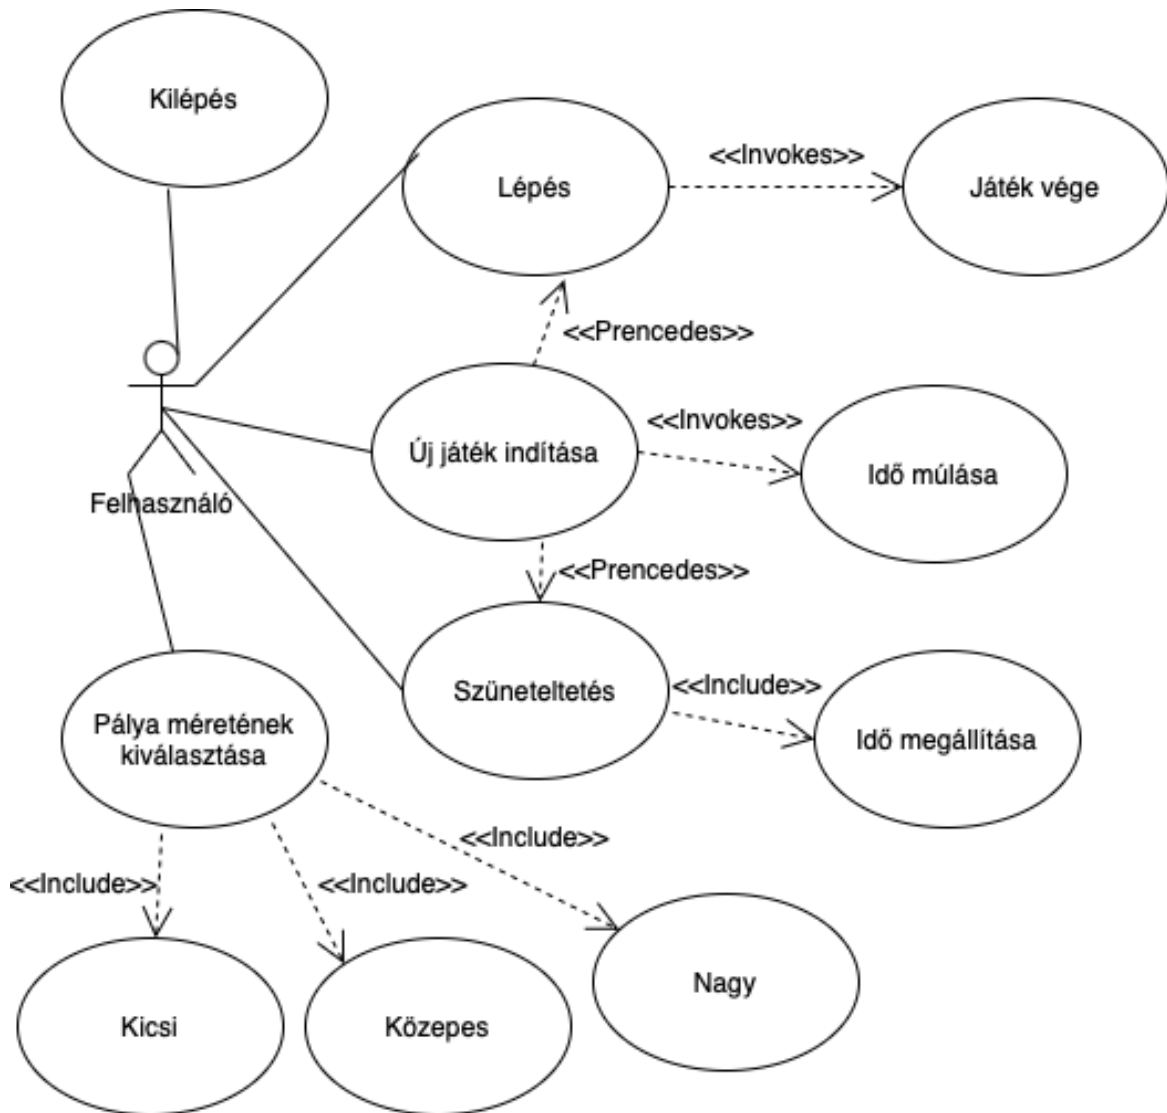 Kilépés
<<Invokes>>
Lépés
Játék vége
<<Prencedes>>
<<Invokes>>
Új játék indítása
Idő múlása
Felhasználó
<<Prencedes>>
<<Include>>
Szüneteltetés
Pálya méretének
kiválasztása
Idő megállítása
<<Include>>
<<Include>>
<<Include>>
Nagy
Kicsi
Közepes